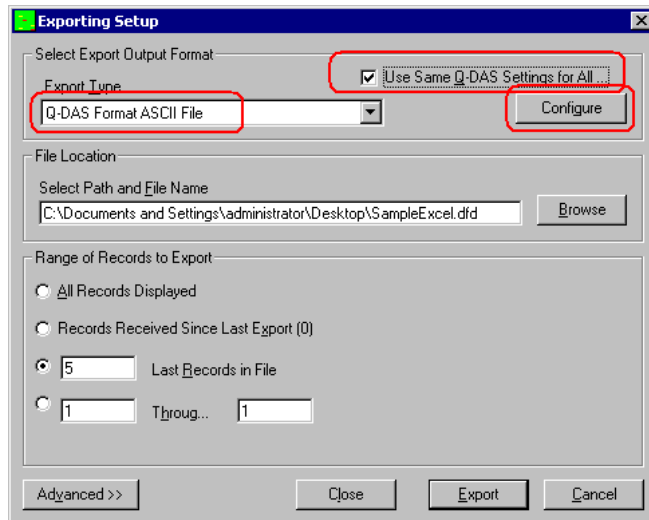 Exporting Setup
Select Export Output Format
Use Same Q-DAS Settings for All ...
Export Type
Q-DAS Format ASCII File
Configure
File Location
Select Path and File Name
C:\Documents and Settings\administrator\Desktop\SampleExcel.dfd
Browse
Range of Records to Export
All Records Displayed
Records Received Since Last Export (0)
5 Last Records in File
1 Throug... 1
Advanced >> Close Export Cancel